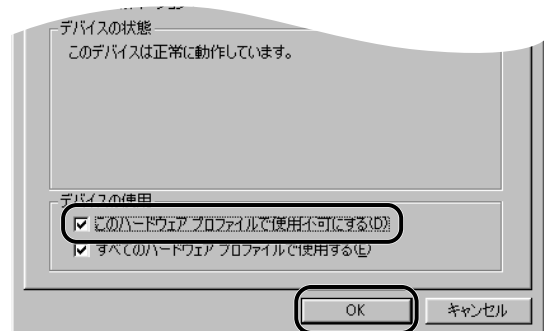 デバイスの状態
このデバイスは正常に動作しています。
デバイスの使用
このハードウェア プロファイルで使用不可にする(D)
すべてのハードウェア プロファイルで使用する(E)
OK キャンセル